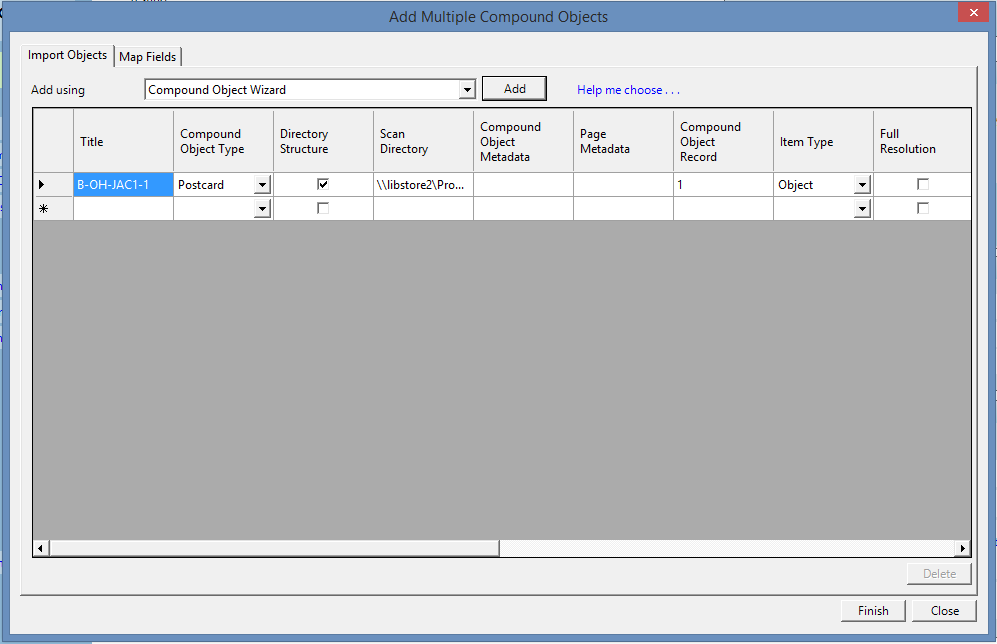 Add Multiple Compound Objects
Import Objects
Map Fields
Add using
Compound Object Wizard
Add
Help me choose . . .
Title
Compound
Object Type
Directory
Structure
Scan
Directory
Compound
Object
Metadata
Page
Metadata
Compound
Object
Record
Item Type
Full
Resolution
B-OH-JAC1-1
Postcard
\\libstore2\Pro...
1
Object
Delete
Finish
Close